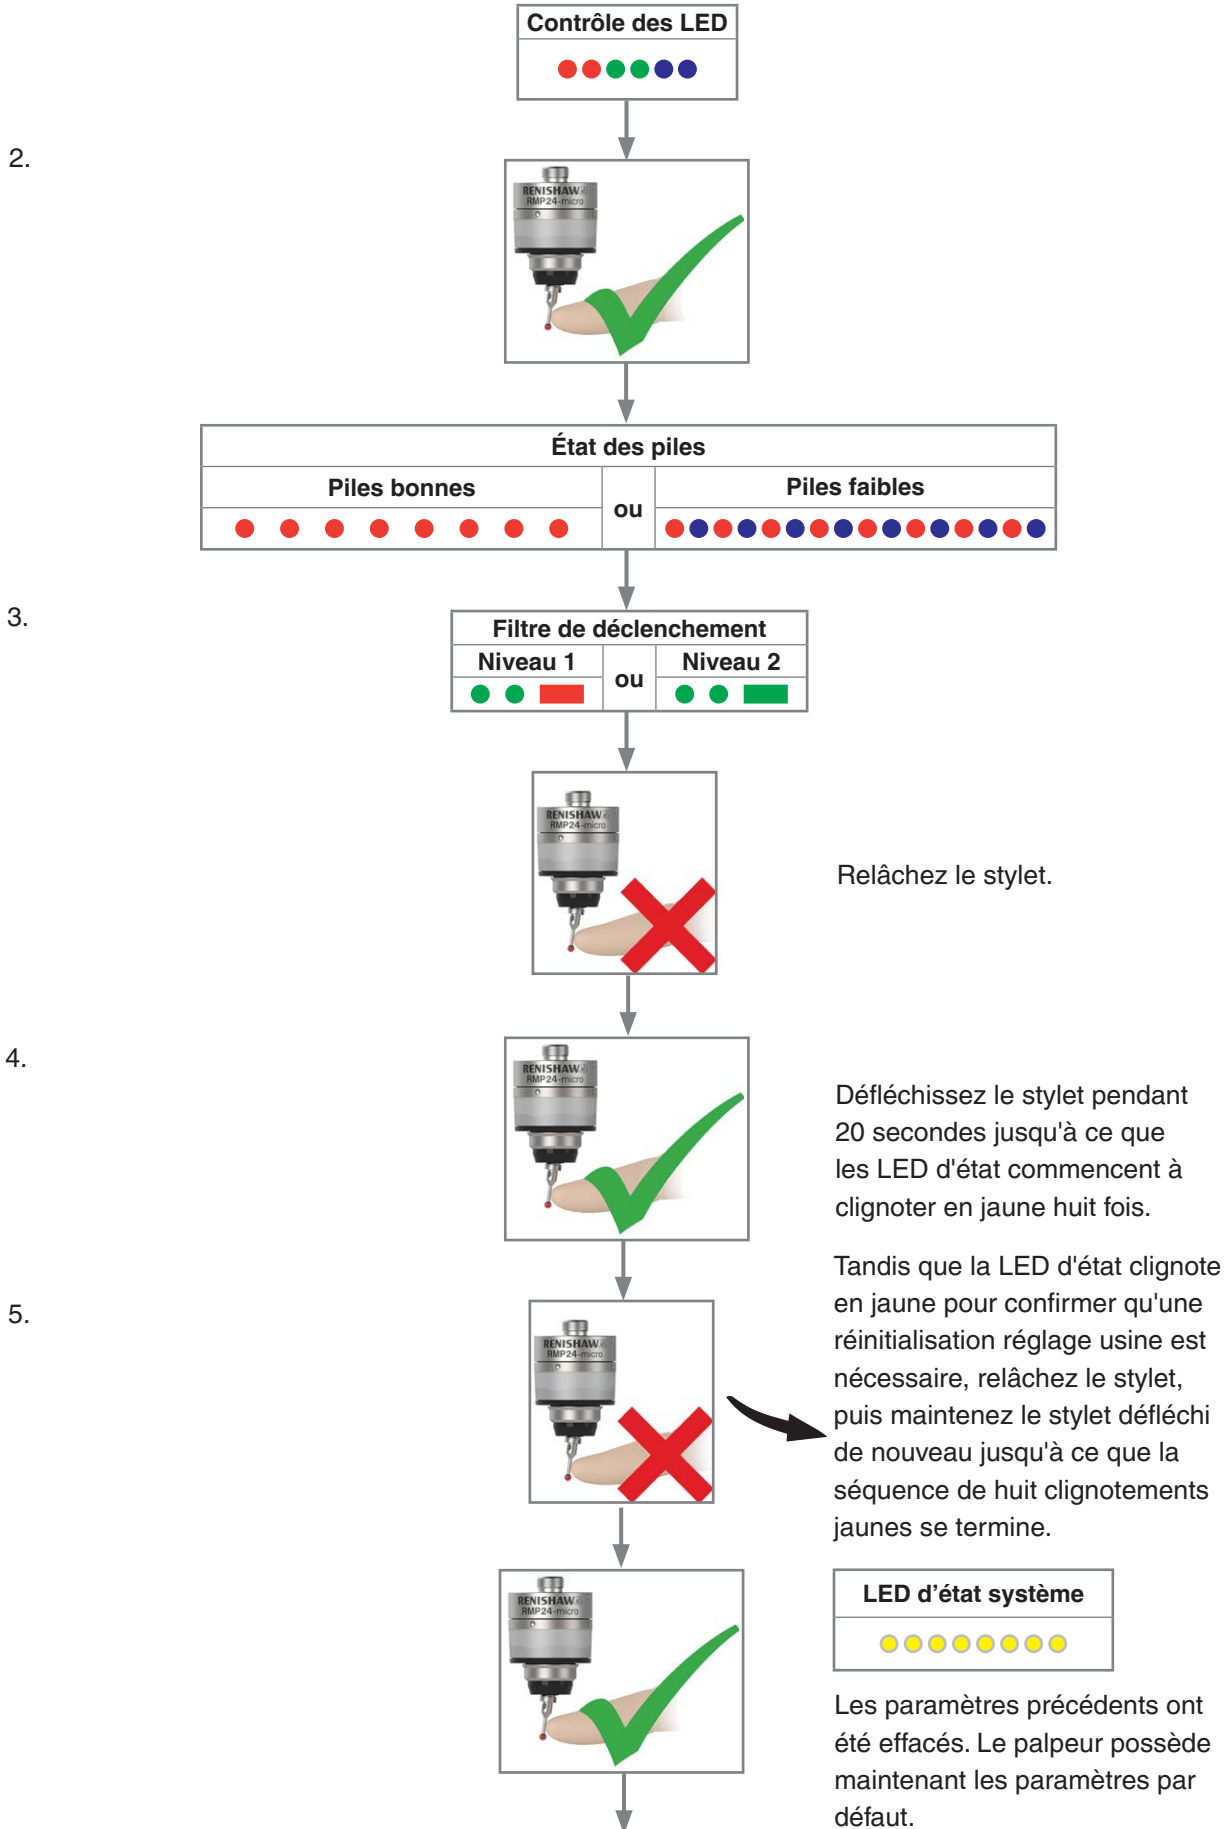 Contrôle des LED
2.
RENISHAW
RMP24-micro
État des piles
Piles bonnes
ou
Piles faibles
3.
Filtre de déclenchement
Niveau 1
ou
Niveau 2
RENISHAW
RMP24-micro
Relâchez le stylet.
4.
RENISHAW
RMP24-micro
Défléchissez le stylet pendant
20 secondes jusqu'à ce que
les LED d'état commencent à
clignoter en jaune huit fois.
5.
RENISHAW
RMP24-micro
Tandis que la LED d'état clignote
en jaune pour confirmer qu'une
réinitialisation réglage usine est
nécessaire, relâchez le stylet,
puis maintenez le stylet défléchi
de nouveau jusqu'à ce que la
séquence de huit clignotements
jaunes se termine.
RENISHAW
RMP24-micro
LED d’état système
Les paramètres précédents ont
été effacés. Le palpeur possède
maintenant les paramètres par
défaut.